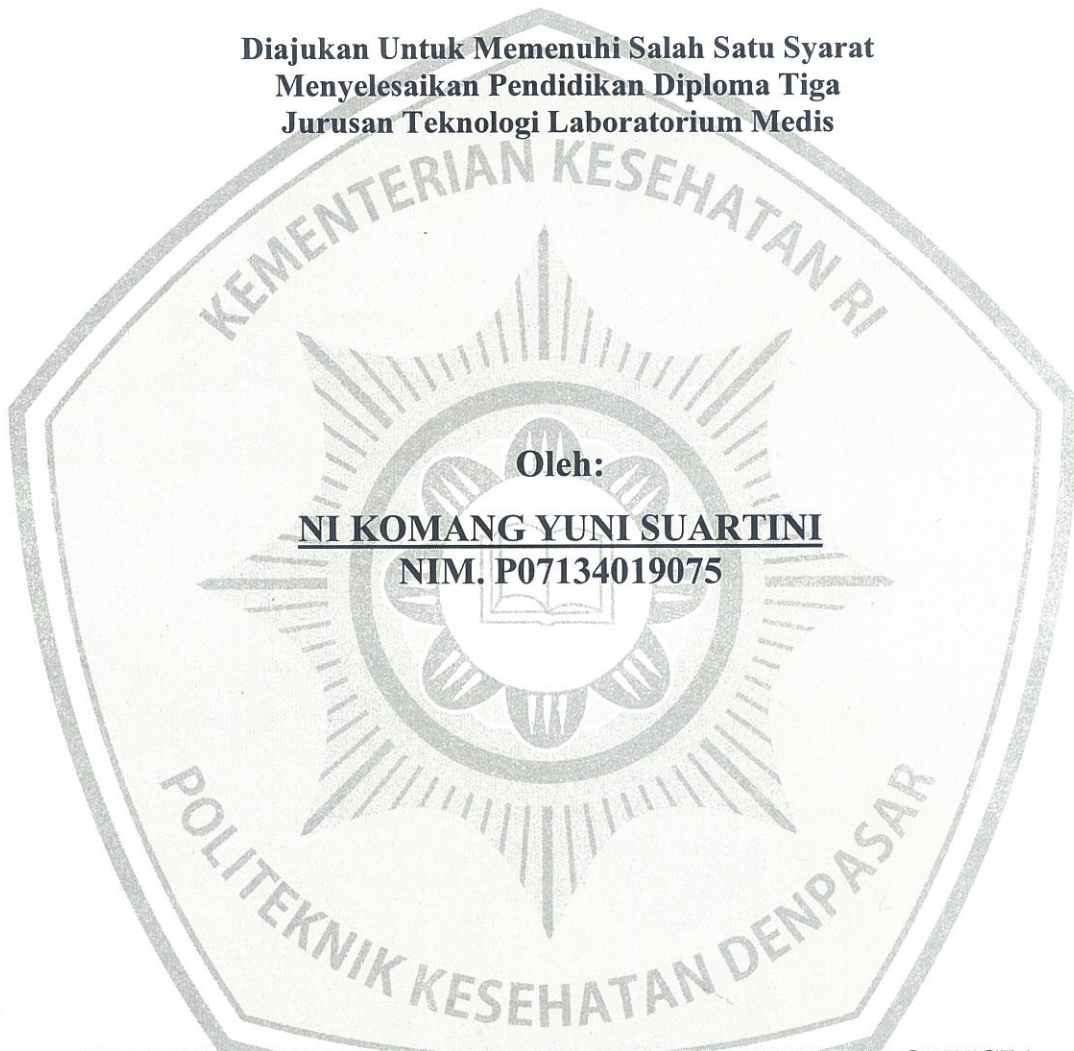 Diajukan Untuk Memenuhi Salah Satu Syarat
Menyelesaikan Pendidikan Diploma Tiga
Jurusan Teknologi Laboratorium Medis
KEMENTERIAN KESEHATAN RI
Oleh:
NI KOMANG YUNI SUARTINI
NIM. P07134019075
POLITEKNIK KESEHATAN DENPASAR